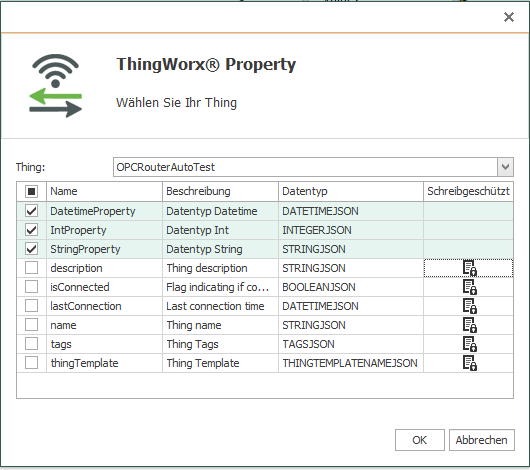 ThingWorx® Property
Wählen Sie Ihr Thing
Thing: OPCRouterAutoTest
Name Beschreibung Datentyp Schreibgeschützt
DatetimeProperty Datentyp Datetime DATETIMEJSON
IntProperty Datentyp Int INTEGERJSON
StringProperty Datentyp String STRINGJSON
description Thing description STRINGJSON
isConnected Flag indicating if co... BOOLEANJSON
lastConnection Last connection time DATETIMEJSON
name Thing name STRINGJSON
tags Thing Tags TAGSJSON
thingTemplate Thing Template THINGTEMPLATENAMEJSON
OK Abbrechen